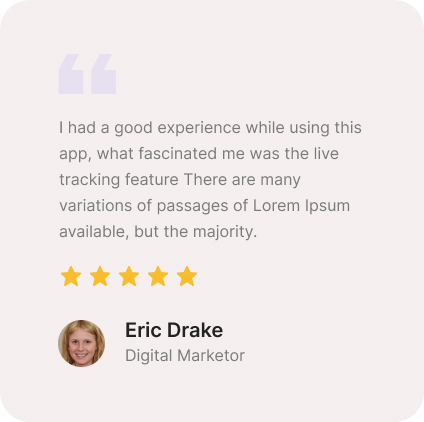 I had a good experience while using this
app, what fascinated me was the live
tracking feature There are many
variations of passages of Lorem Ipsum
available, but the majority.
Eric Drake
Digital Marketor